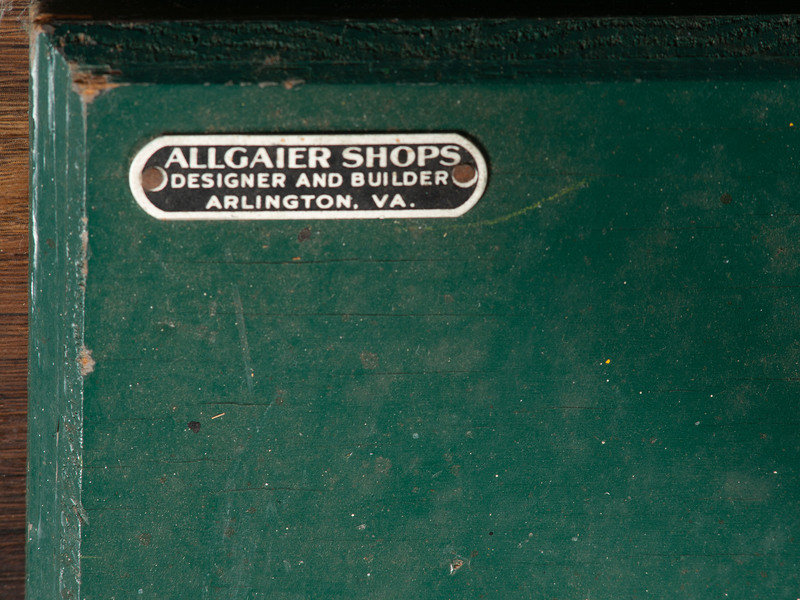 ALLGAIER SHOPS
DESIGNER AND BUILDER
ARLINGTON, VA.